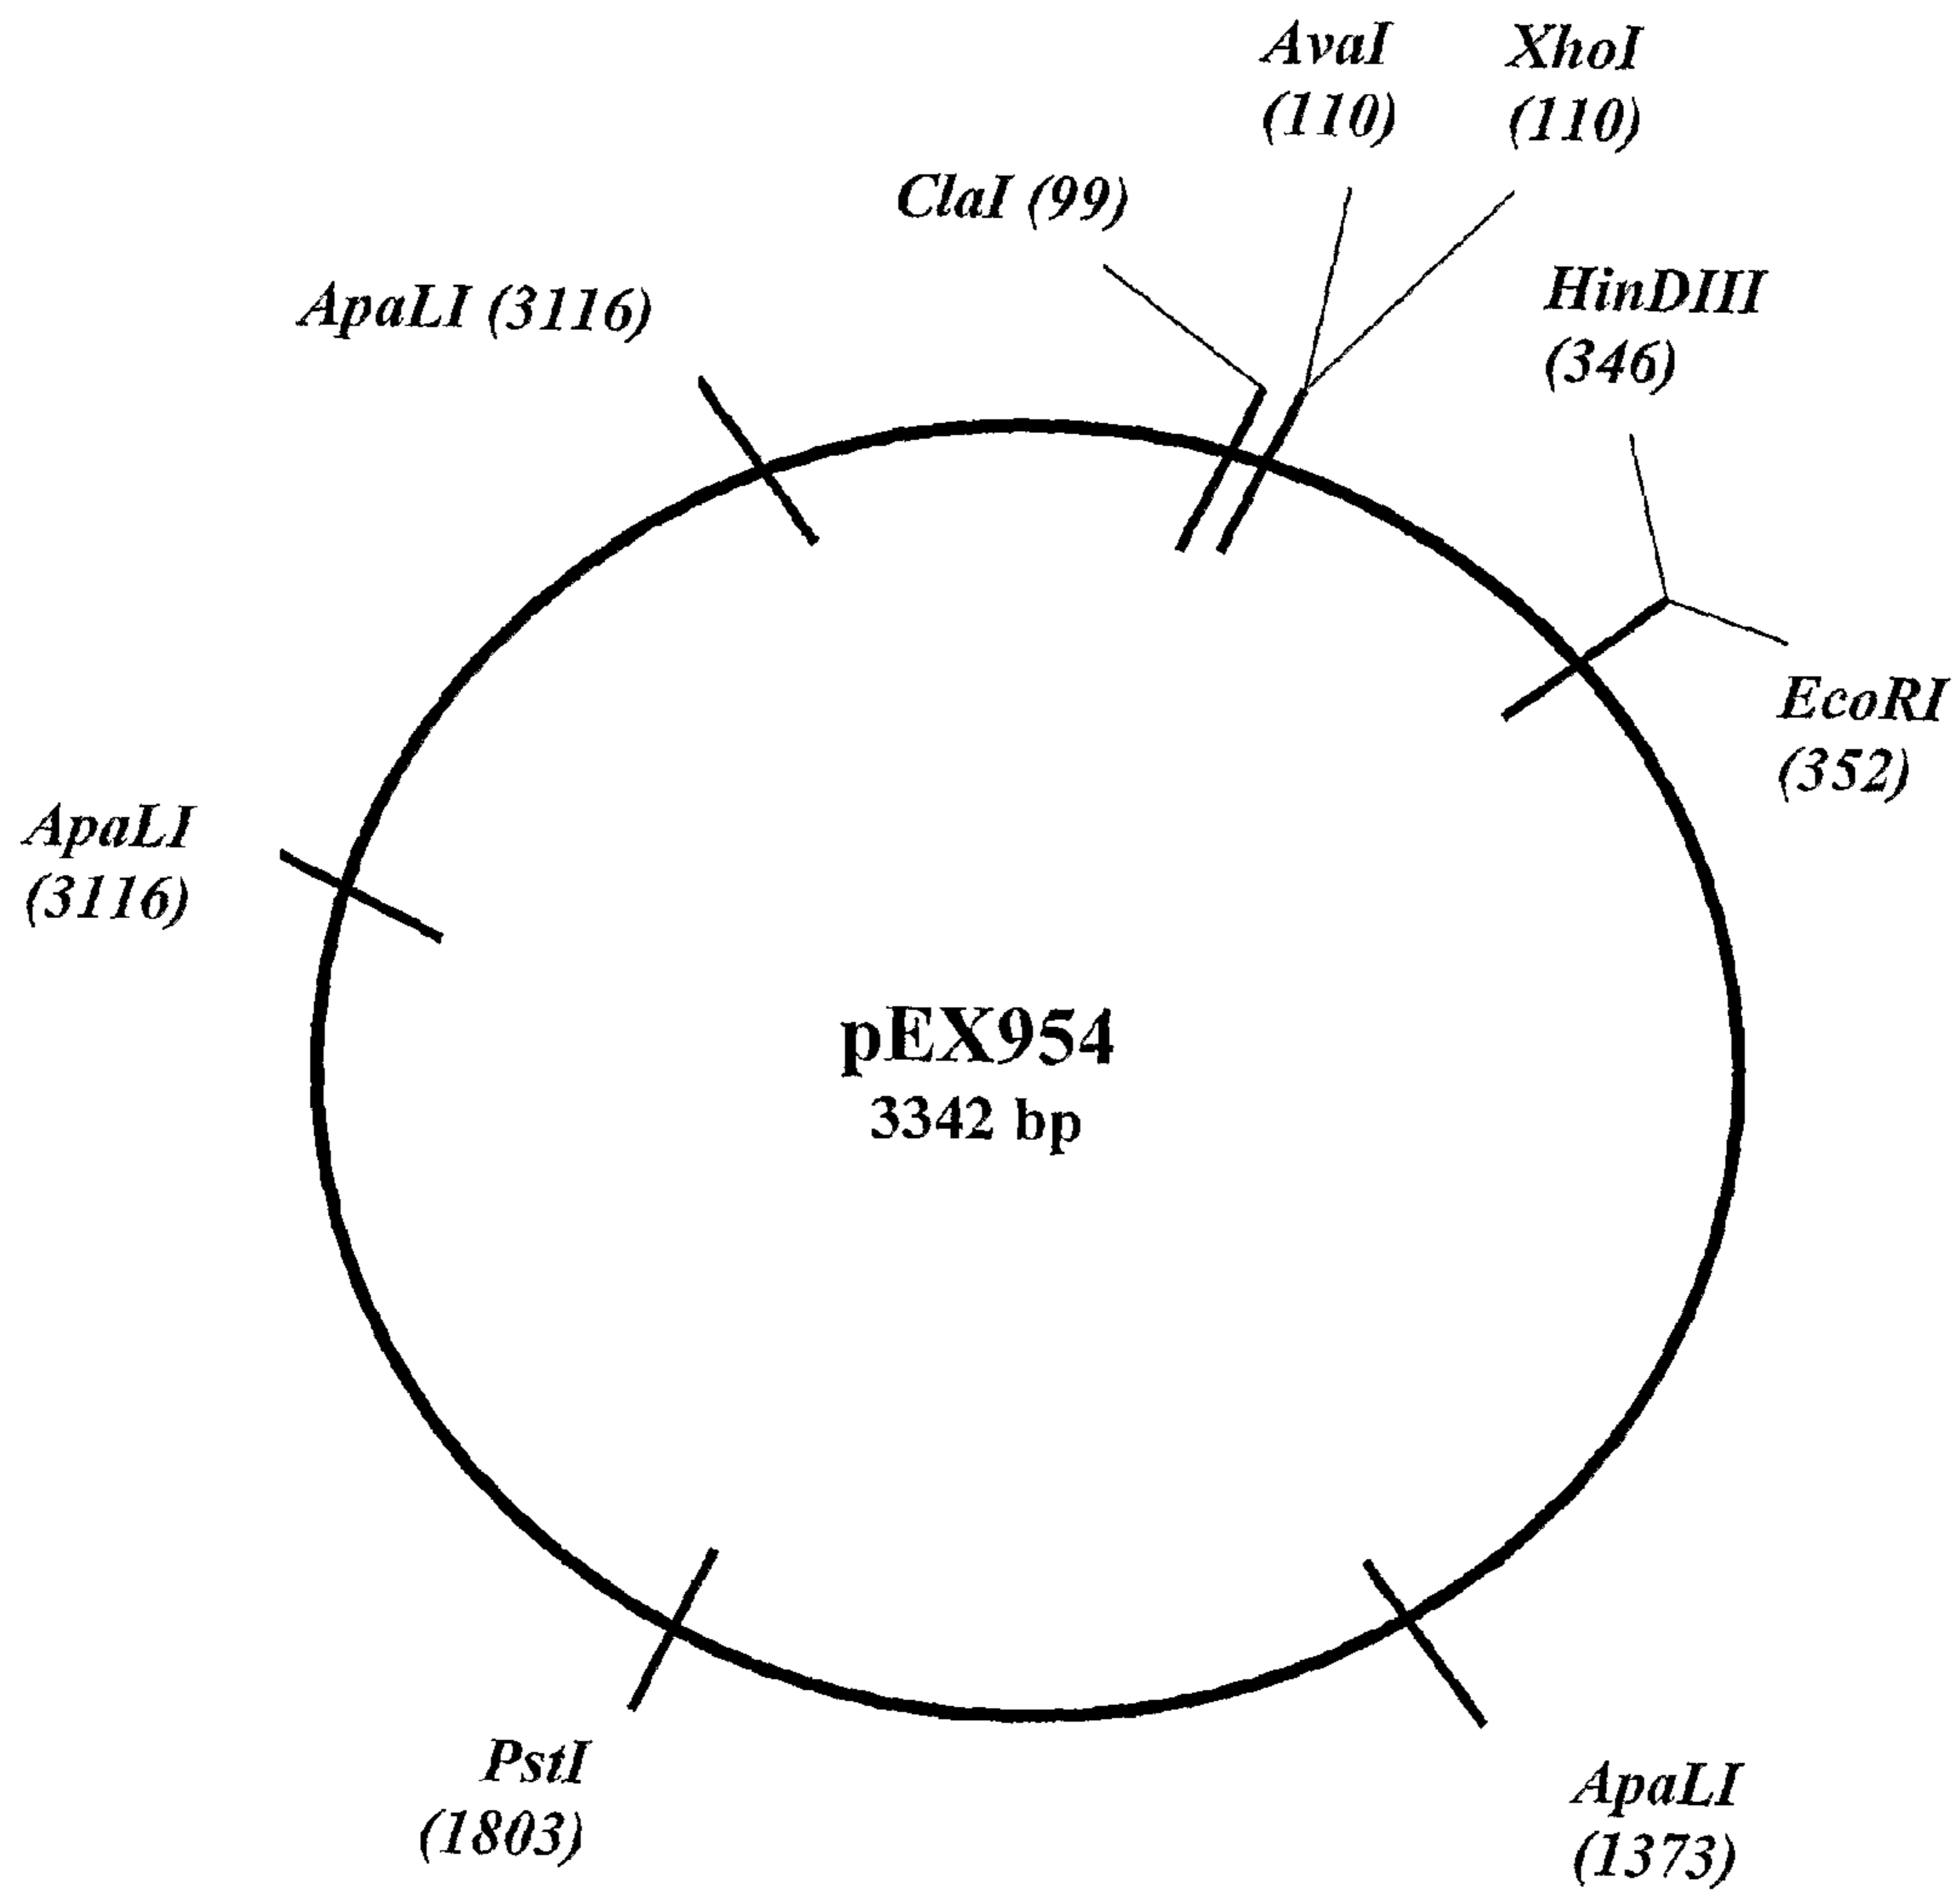 AvaI
(110)
XhoI
(110)
ClaI (99)
HinDIII
(346)
ApaLI (3116)
EcoRI
(352)
ApaLI
(3116)
pEX954
3342 bp
PstI
(1803)
ApaLI
(1373)